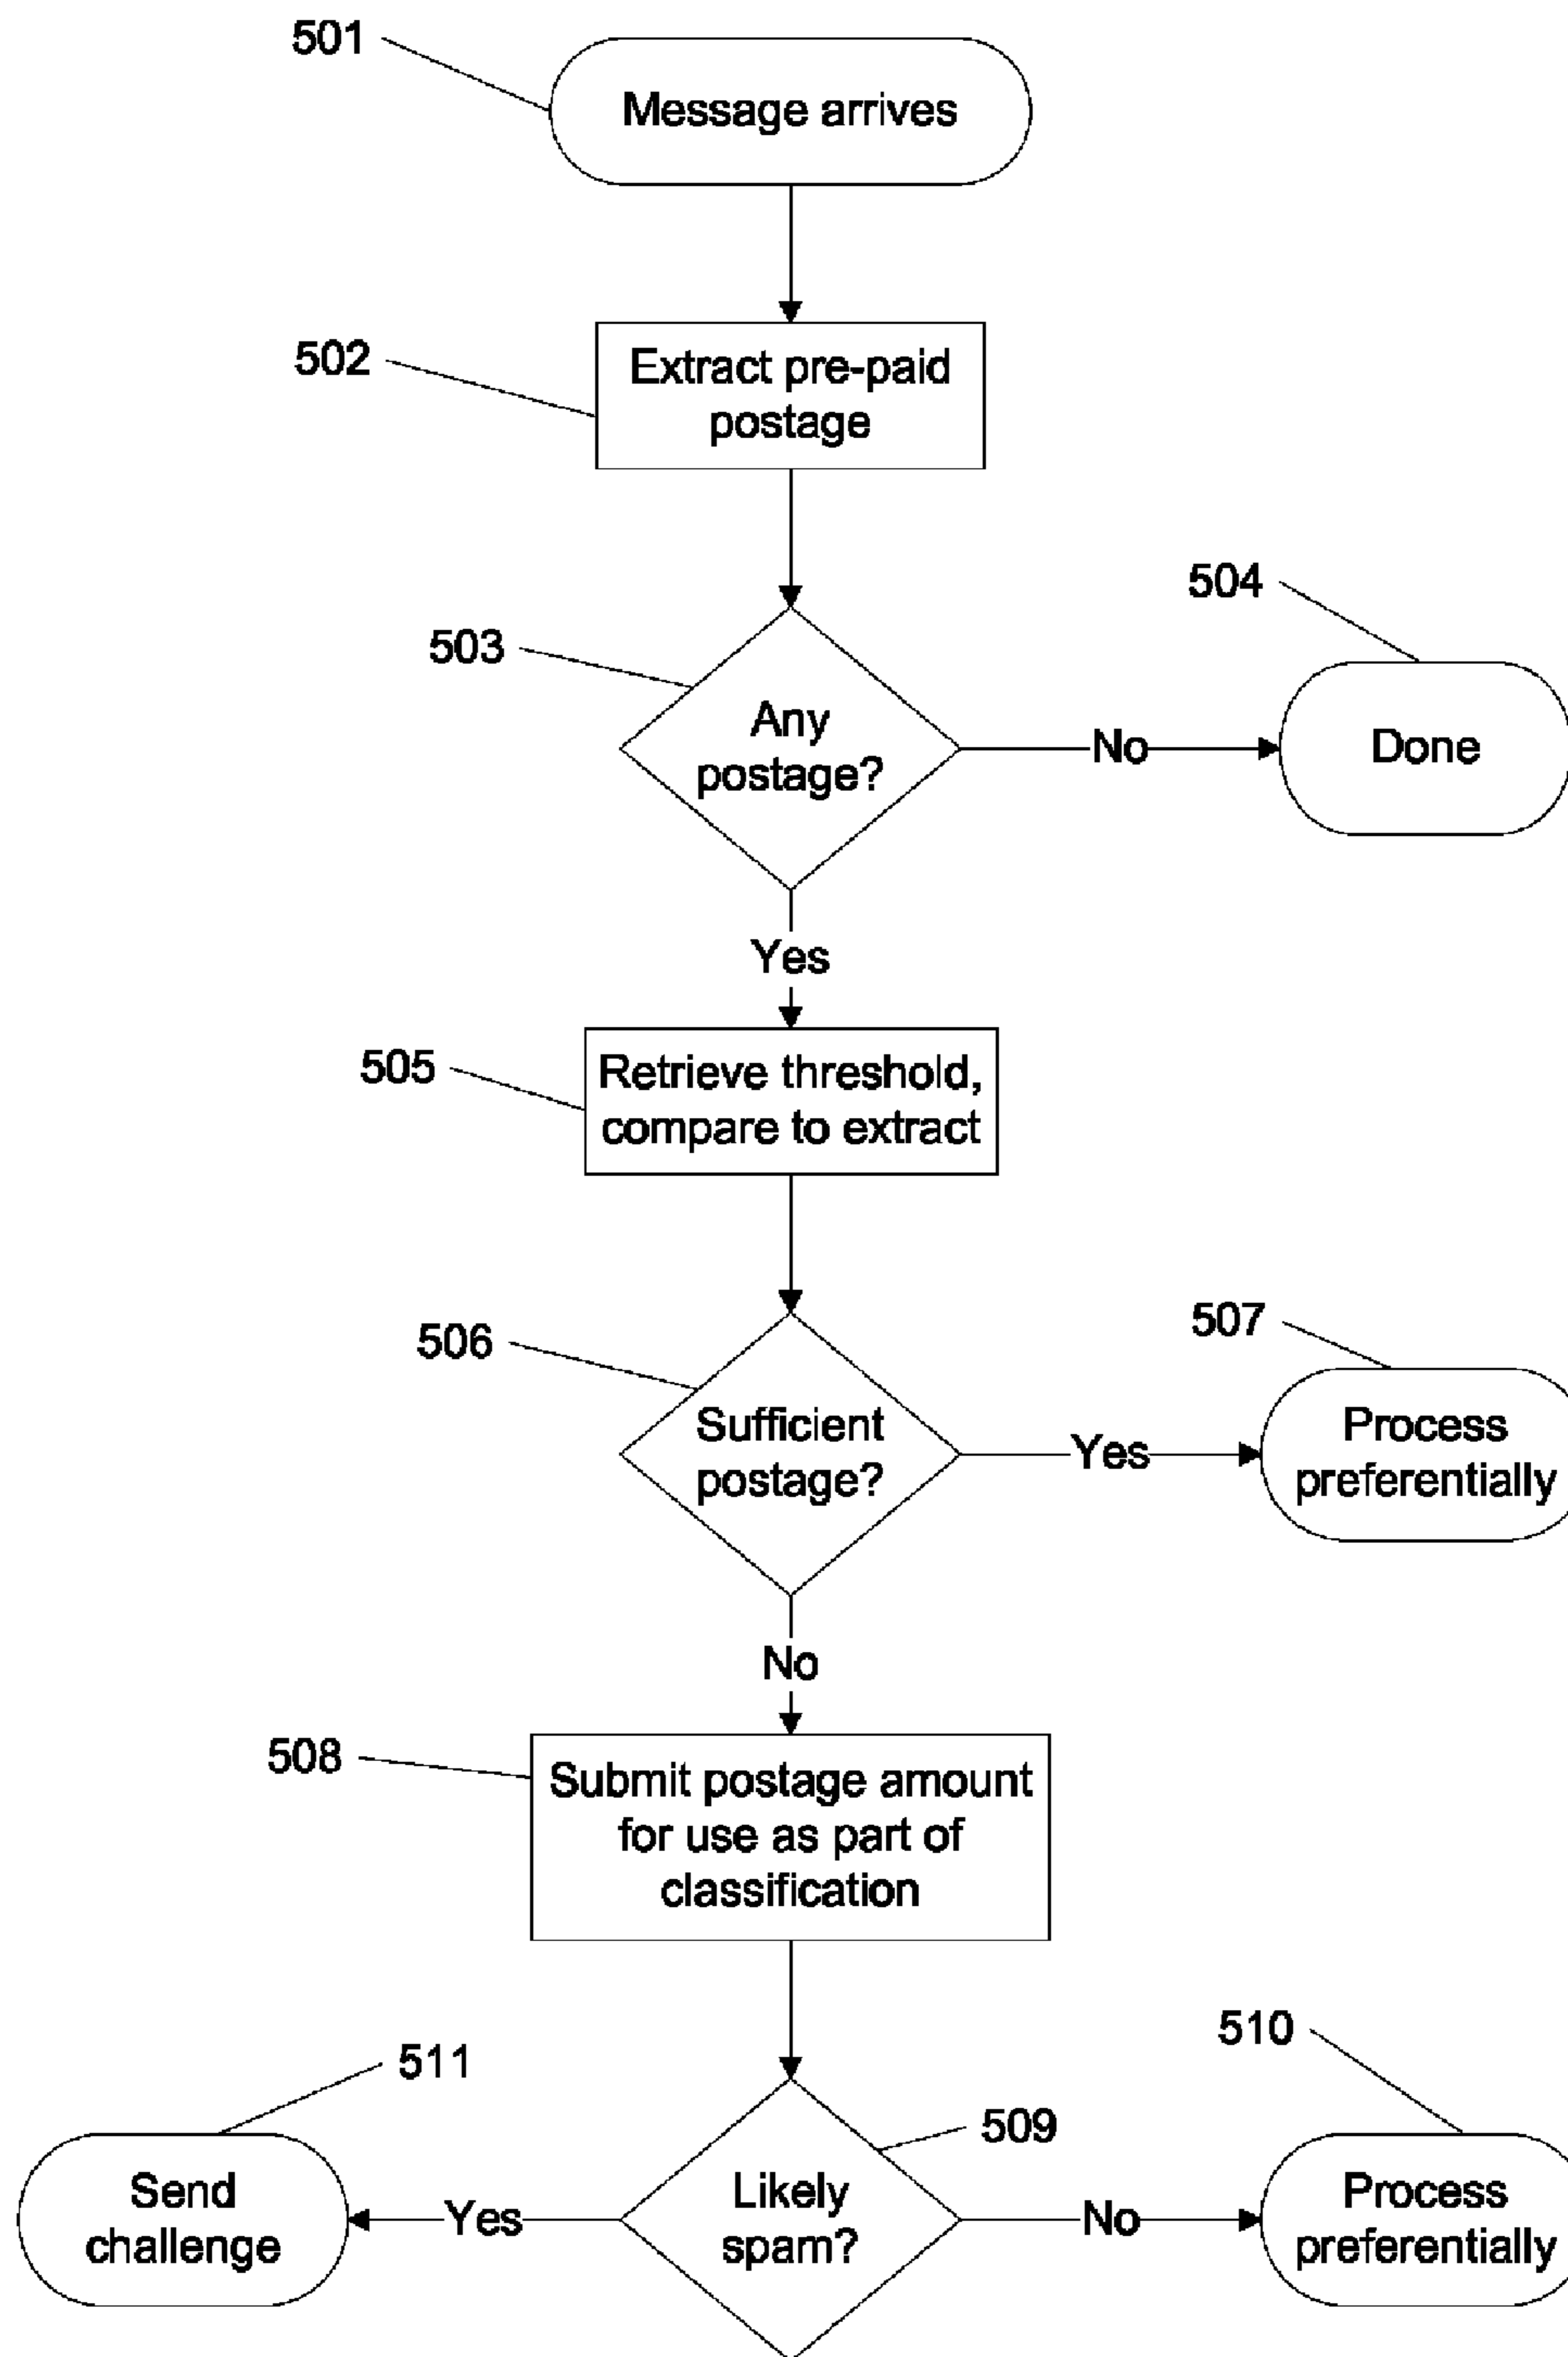 501
Message arrives
502
Extract pre-paid
postage
503
Any
postage?
No
504
Done
Yes
505
Retrieve threshold,
compare to extract
506
Sufficient
postage?
Yes
507
Process
preferentially
No
508
Submit postage amount
for use as part of
classification
509
Likely
spam?
No
510
Process
preferentially
Yes
511
Send
challenge